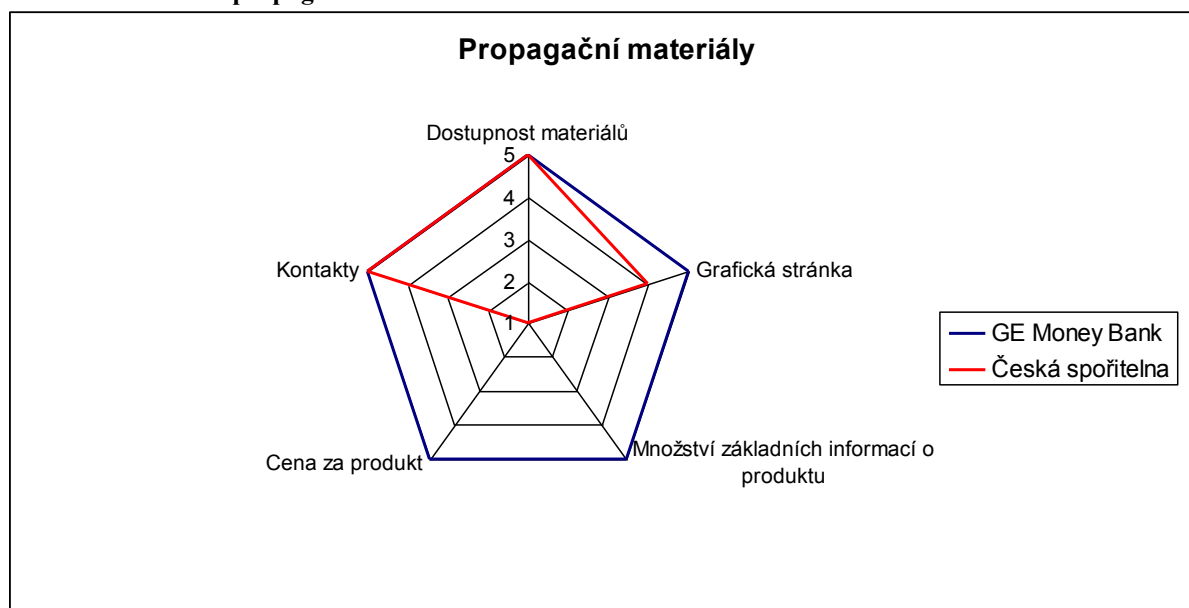 Propagační materiály
Dostupnost materiálů
5
4
3
2
1
Kontakty
Grafická stránka
GE Money Bank
Česká spořitelna
Cena za produkt
Množství základních informací o
produktu